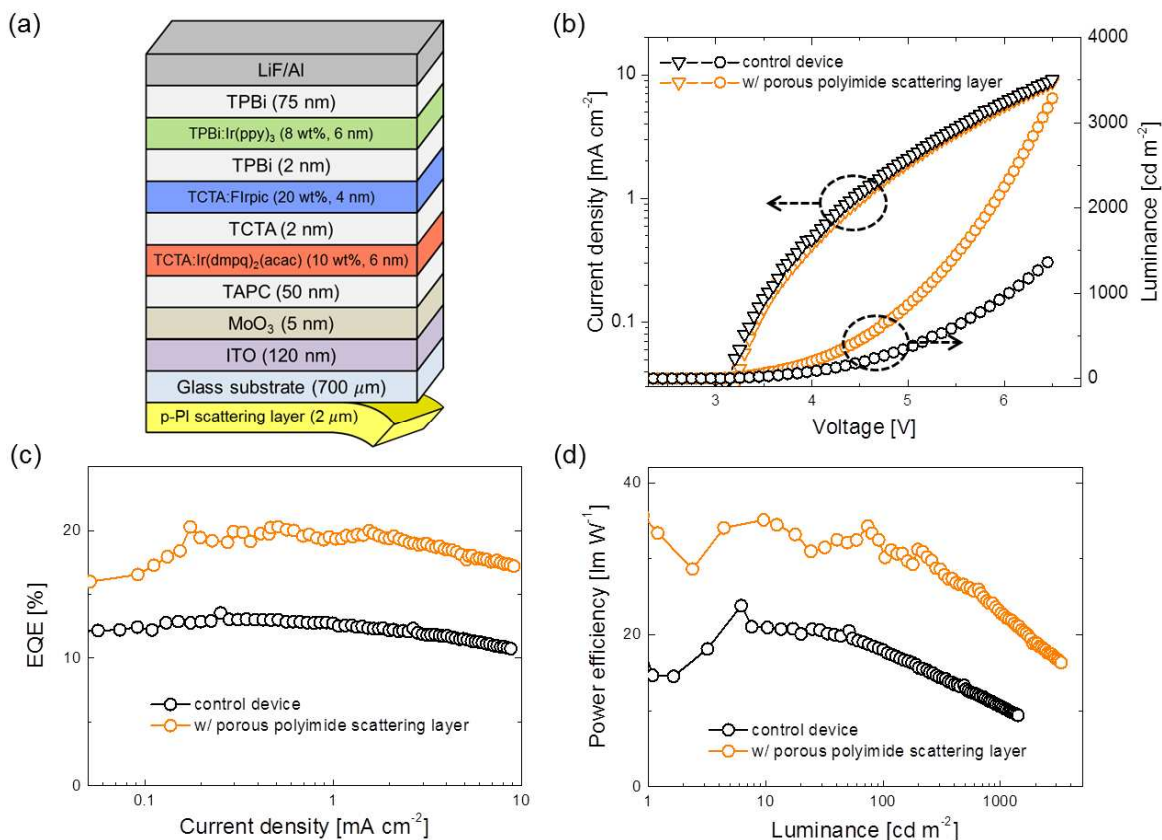 (a)
LiF/Al
TPBi (75 nm)
TPBi:Ir(ppy)₃ (8 wt%, 6 nm)
TPBi (2 nm)
TCTA:FIrpic (20 wt%, 4 nm)
TCTA (2 nm)
TCTA:Ir(dmpq)₂(acac) (10 wt%, 6 nm)
TAPC (50 nm)
MoO₃ (5 nm)
ITO (120 nm)
Glass substrate (700 μm)
p-PI scattering layer (2 μm)
(b)
control device
w/ porous polyimide scattering layer
Current density [mA cm⁻²]
10
1
0.1
3 4 5 6
Voltage [V]
4000
3000
2000
1000
0
Luminance [cd m⁻²]
(c)
EQE [%]
20
10
0
control device
w/ porous polyimide scattering layer
0.1 1 10
Current density [mA cm⁻²]
(d)
Power efficiency [lm W⁻¹]
40
20
0
control device
w/ porous polyimide scattering layer
1 10 100 1000
Luminance [cd m⁻²]